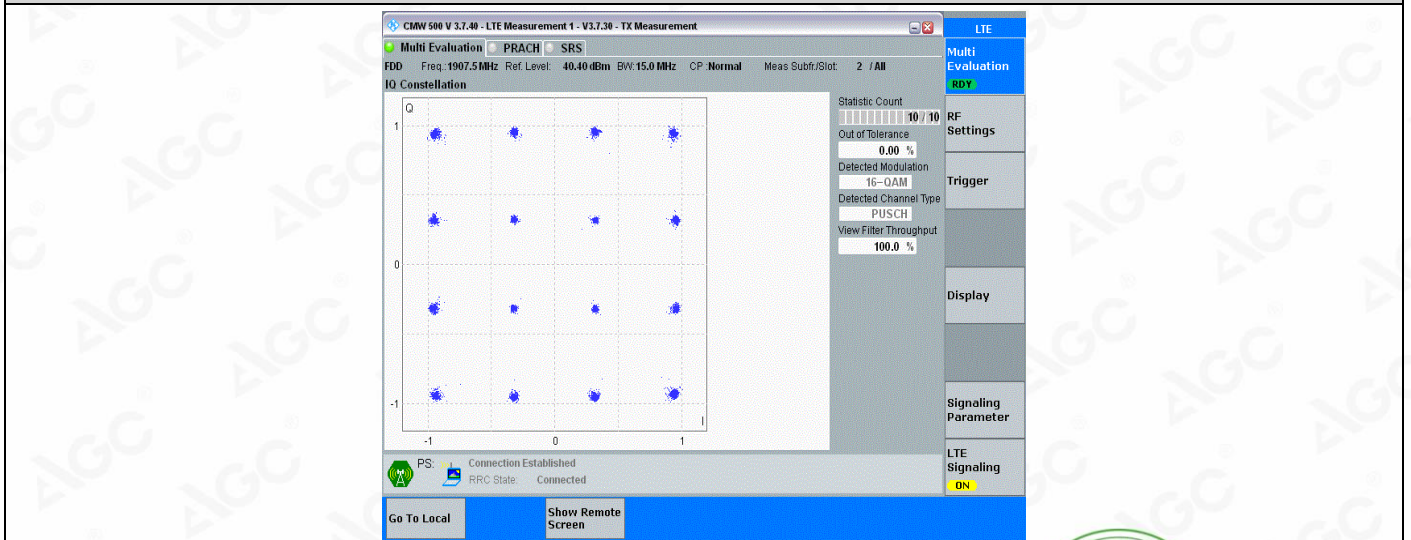 CMW 500 V 3.7.40 - LTE Measurement 1 - V3.7.30 - TX Measurement
LTE
Multi Evaluation PRACH SRS
Multi
Evaluation
RDY
FDD Freq.: 1907.5 MHz Ref. Level: 40.40 dBm BW: 15.0 MHz CP : Normal Meas Subfr./Slot: 2 / All
IQ Constellation
Q
1
0
-1
-1 0 1
I
Statistic Count
10 / 10
Out of Tolerance
0.00 %
Detected Modulation
16-QAM
Detected Channel Type
PUSCH
View Filter Throughput
100.0 %
RF
Settings
Trigger
Display
Signaling
Parameter
LTE
Signaling
ON
PS: Connection Established
RRC State: Connected
Go To Local
Show Remote
Screen
AGC